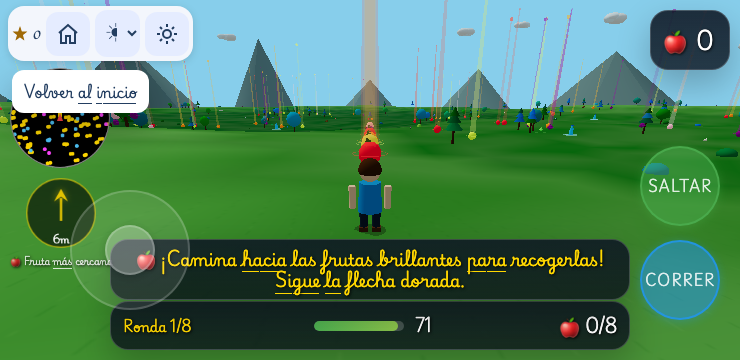 0
0
Volver al inicio
SALTAR
6m
Fruta más cercana
¡Camina hacia las frutas brillantes para recogerlas!
Sigue la flecha dorada.
CORRER
Ronda 1/8
71
0/8